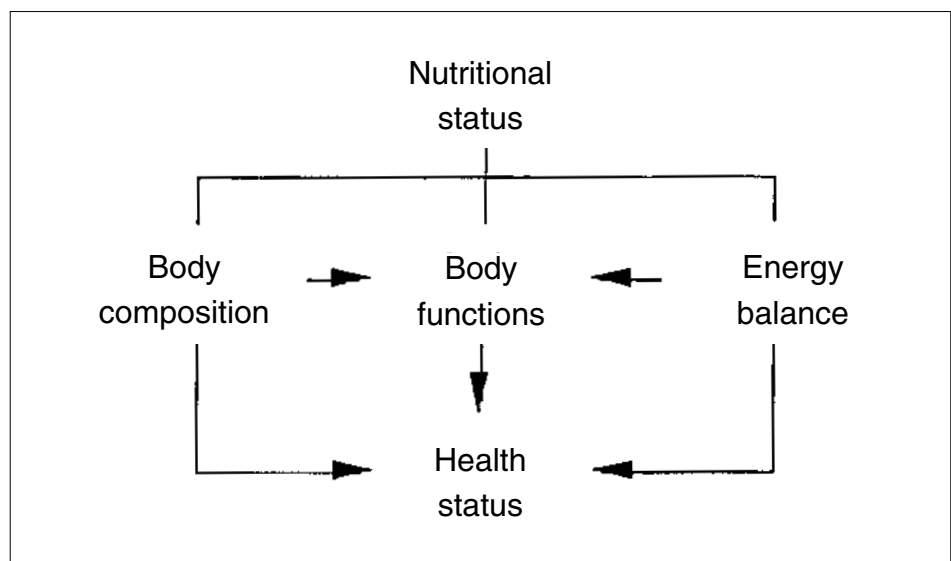 Nutritional
status
Body
composition
Body
functions
Energy
balance
Health
status